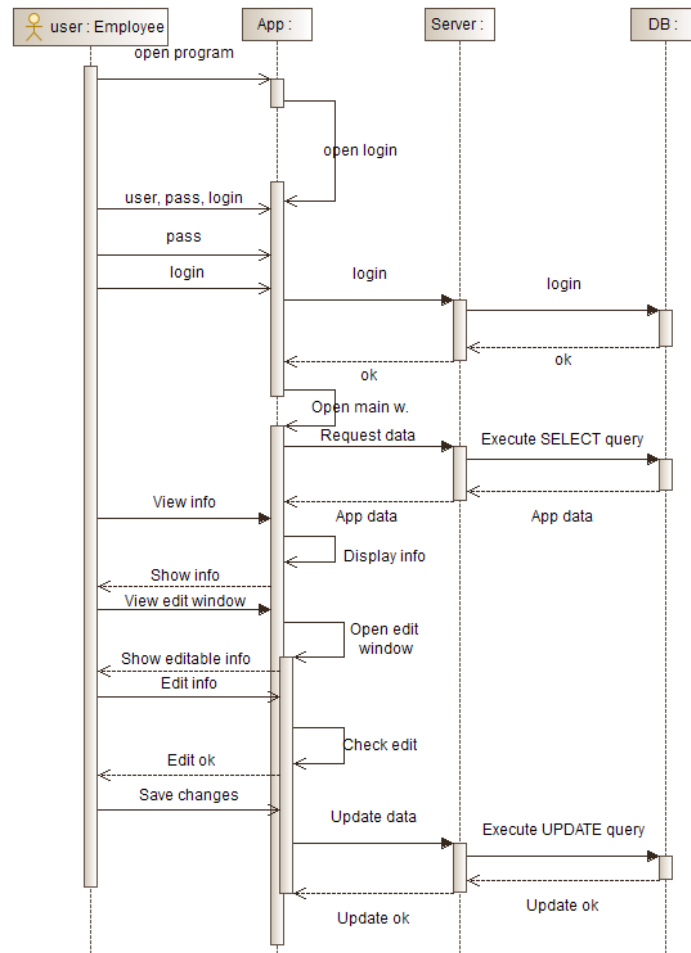 user : Employee
App :
Server :
DB :
open program
open login
user, pass, login
pass
login
login
login
ok
ok
Open main w.
Request data
Execute SELECT query
View info
App data
App data
Display info
Show info
View edit window
Open edit
window
Show editable info
Edit info
Check edit
Edit ok
Save changes
Update data
Execute UPDATE query
Update ok
Update ok